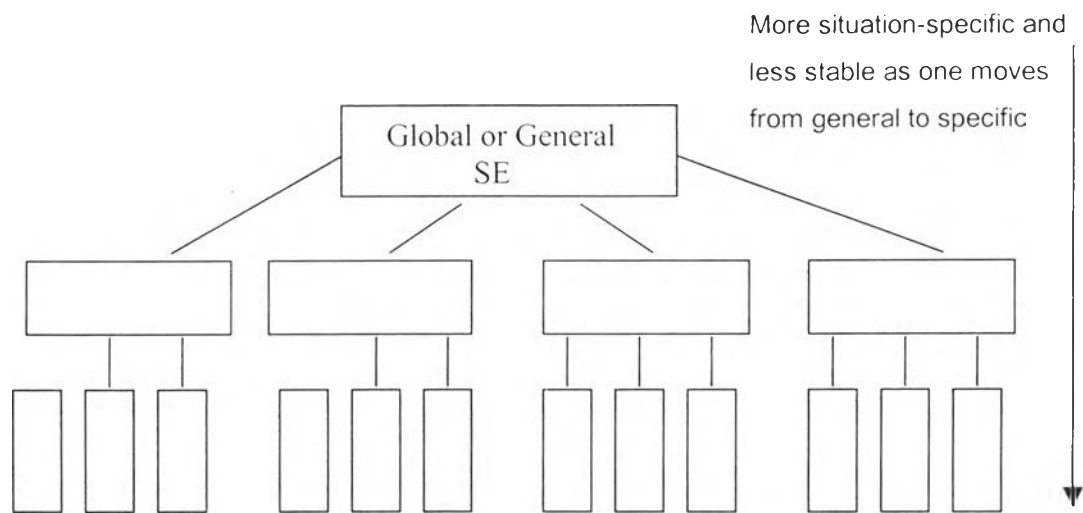 More situation-specific and
less stable as one moves
from general to specific
Global or General
SE